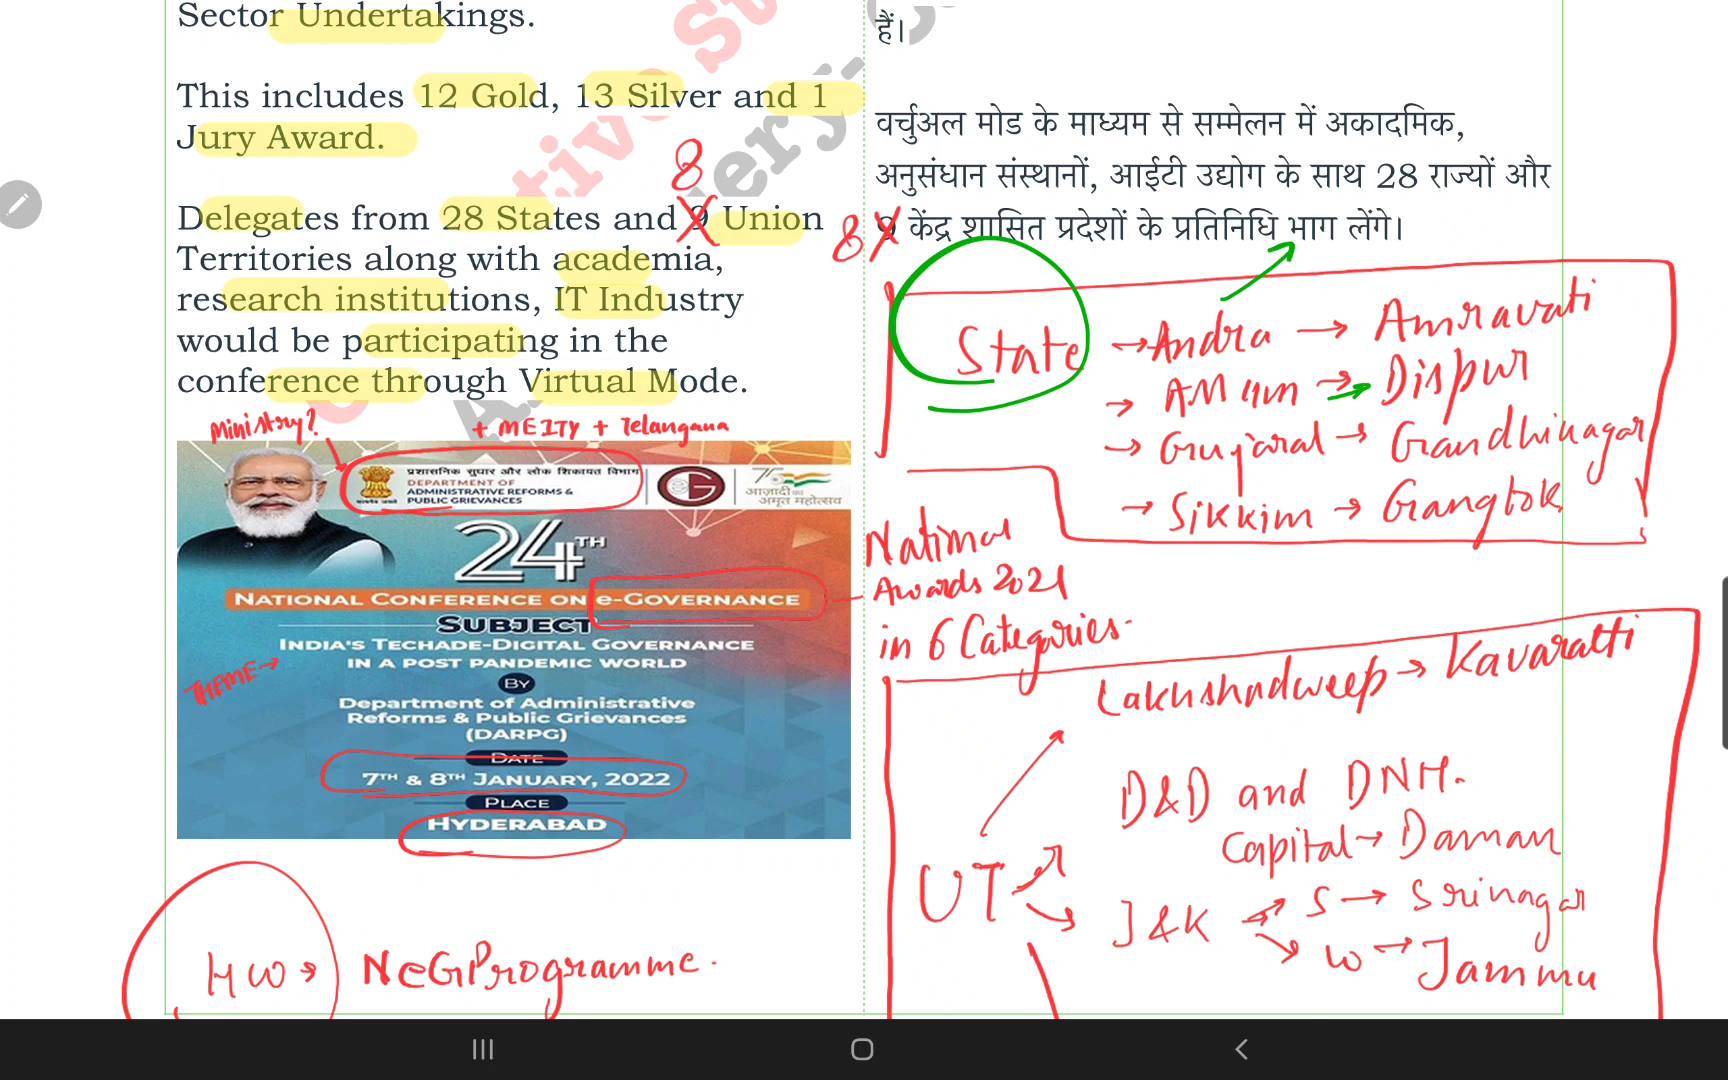 Sector Undertakings.
This includes 12 Gold, 13 Silver and 1
Jury Award.
8
Delegates from 28 States and 9 Union
Territories along with academia,
research institutions, IT Industry
would be participating in the
conference through Virtual Mode.
हैं।
वर्चुअल मोड के माध्यम से सम्मेलन में अकादमिक,
अनुसंधान संस्थानों, आईटी उद्योग के साथ 28 राज्यों और
8 9 केंद्र शासित प्रदेशों के प्रतिनिधि भाग लेंगे।
Ministry?
+ MEITY + Telangana
प्रशासनिक सुधार और लोक शिकायत विभाग
DEPARTMENT OF
ADMINISTRATIVE REFORMS &
PUBLIC GRIEVANCES
75
आज़ादी का
अमृत महोत्सव
24TH
NATIONAL CONFERENCE ON e-GOVERNANCE
SUBJECT
THEME →
INDIA'S TECHADE-DIGITAL GOVERNANCE
IN A POST PANDEMIC WORLD
BY
Department of Administrative
Reforms & Public Grievances
(DARPG)
DATE
7TH & 8TH JANUARY, 2022
PLACE
HYDERABAD
HW → NeGProgramme.
State → Andra → Amravati
→ → Dispur
→ Gujarat → Gandhinagar
→ Sikkim → Gangtok
National
Awards 2021
in 6 Categories.
Lakhshadweep → Kavaratti
D&D and DNH.
Capital → Daman
UT → J&K → S → Srinagar
→ W → Jammu